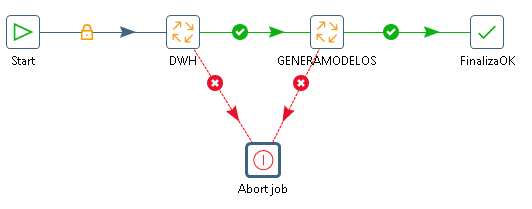 Start
DWH
GENERAMODELOS
FinalizaOK
Abort job